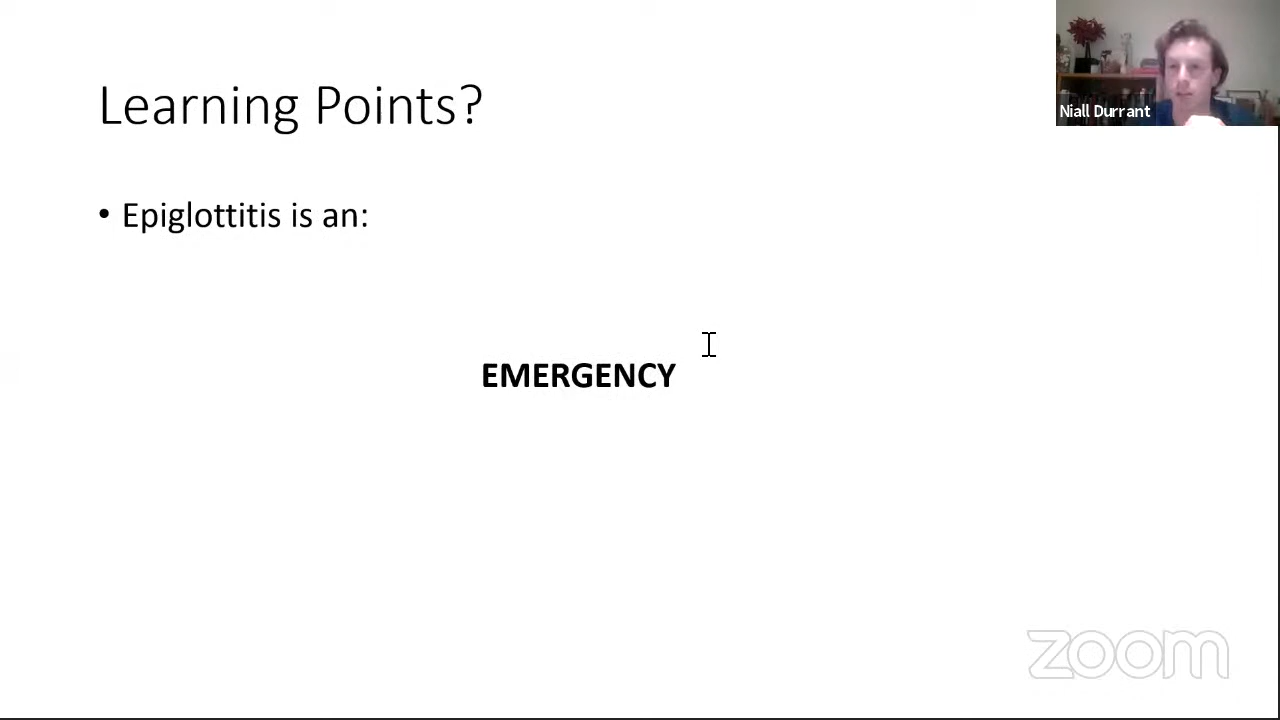 Learning Points?
Niall Durrant
• Epiglottitis is an:
EMERGENCY
zoom